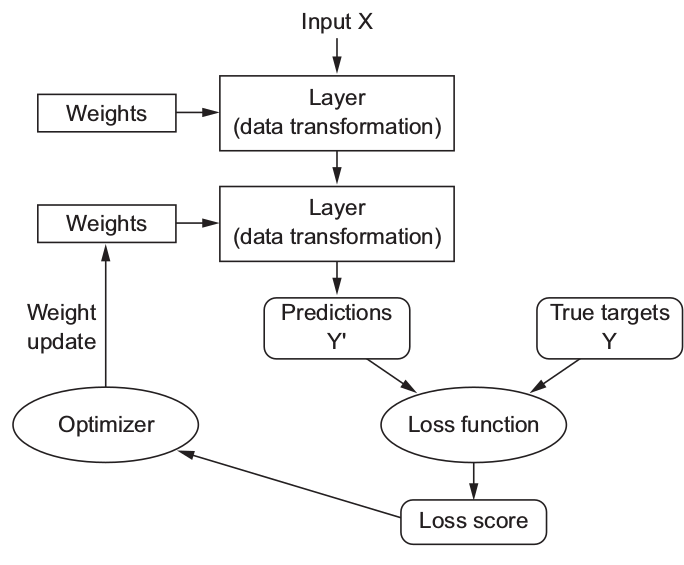 Input X
Layer
(data transformation)
Weights
Layer
(data transformation)
Weights
Weight
update
Predictions
Y'
True targets
Y
Optimizer
Loss function
Loss score